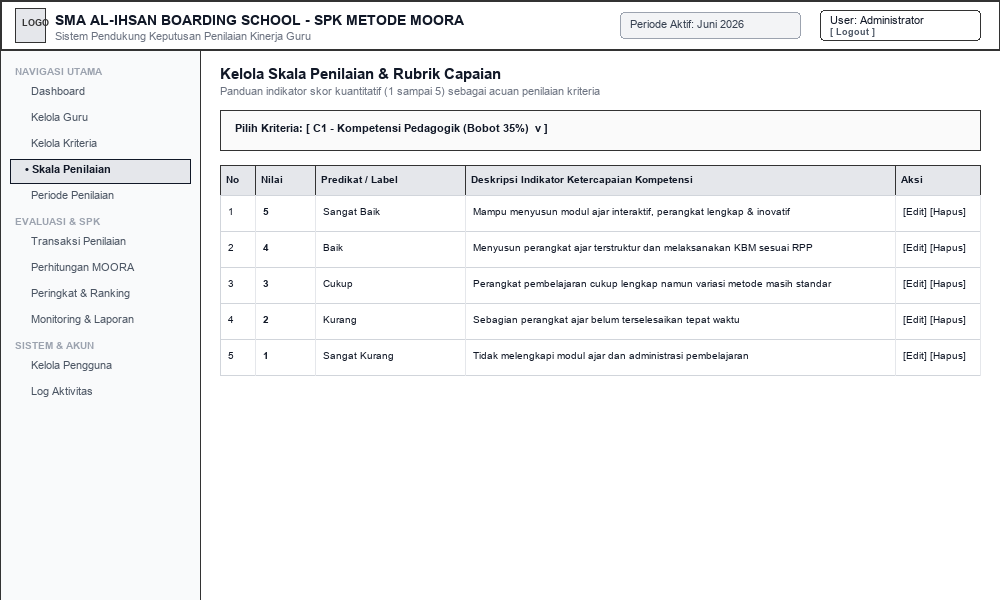 LOGO
SMA AL-IHSAN BOARDING SCHOOL - SPK METODE MOORA
Sistem Pendukung Keputusan Penilaian Kinerja Guru
Periode Aktif: Juni 2026
User: Administrator
[ Logout ]
NAVIGASI UTAMA
Dashboard
Kelola Guru
Kelola Kriteria
• Skala Penilaian
Periode Penilaian
EVALUASI & SPK
Transaksi Penilaian
Perhitungan MOORA
Peringkat & Ranking
Monitoring & Laporan
SISTEM & AKUN
Kelola Pengguna
Log Aktivitas
Kelola Skala Penilaian & Rubrik Capaian
Panduan indikator skor kuantitatif (1 sampai 5) sebagai acuan penilaian kriteria
Pilih Kriteria: [ C1 - Kompetensi Pedagogik (Bobot 35%)  v ]
No Nilai Predikat / Label Deskripsi Indikator Ketercapaian Kompetensi Aksi
1 5 Sangat Baik Mampu menyusun modul ajar interaktif, perangkat lengkap & inovatif [Edit] [Hapus]
2 4 Baik Menyusun perangkat ajar terstruktur dan melaksanakan KBM sesuai RPP [Edit] [Hapus]
3 3 Cukup Perangkat pembelajaran cukup lengkap namun variasi metode masih standar [Edit] [Hapus]
4 2 Kurang Sebagian perangkat ajar belum terselesaikan tepat waktu [Edit] [Hapus]
5 1 Sangat Kurang Tidak melengkapi modul ajar dan administrasi pembelajaran [Edit] [Hapus]